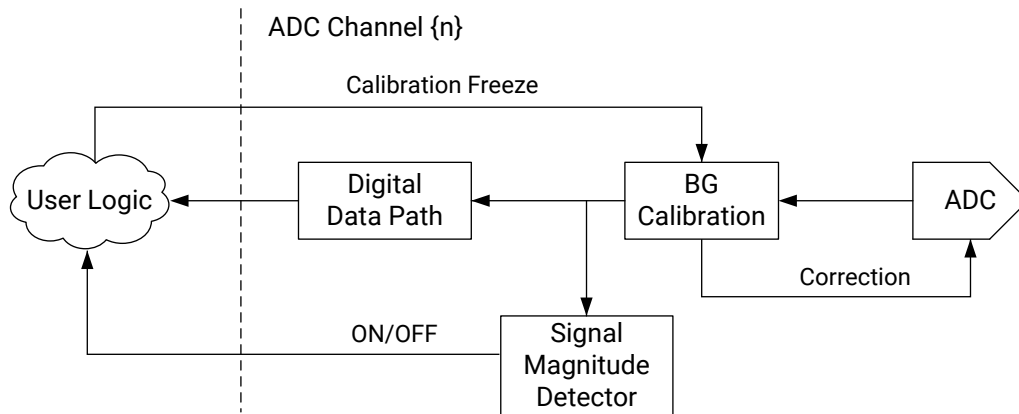 ADC Channel {n}
Calibration Freeze
User Logic
Digital
Data Path
BG
Calibration
ADC
Correction
ON/OFF
Signal
Magnitude
Detector